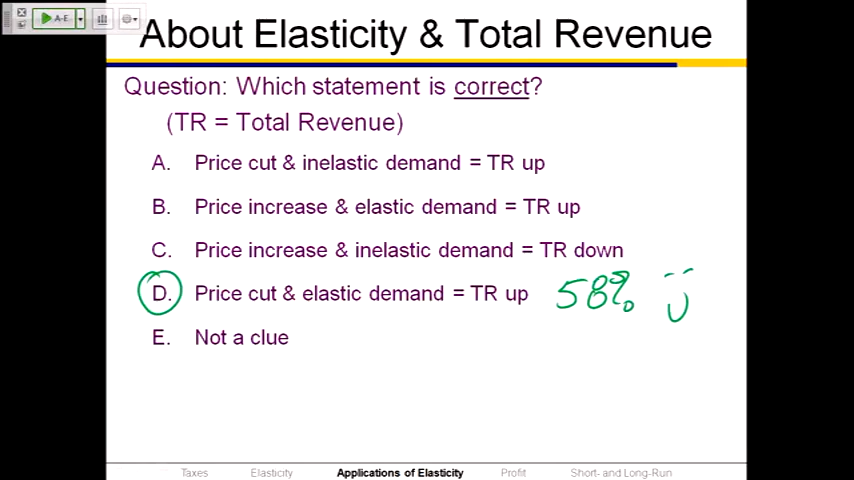 A-E
About Elasticity & Total Revenue
Question: Which statement is correct?
(TR = Total Revenue)
A. Price cut & inelastic demand = TR up
B. Price increase & elastic demand = TR up
C. Price increase & inelastic demand = TR down
D. Price cut & elastic demand = TR up 58%
E. Not a clue
Taxes Elasticity Applications of Elasticity Profit Short- and Long-Run